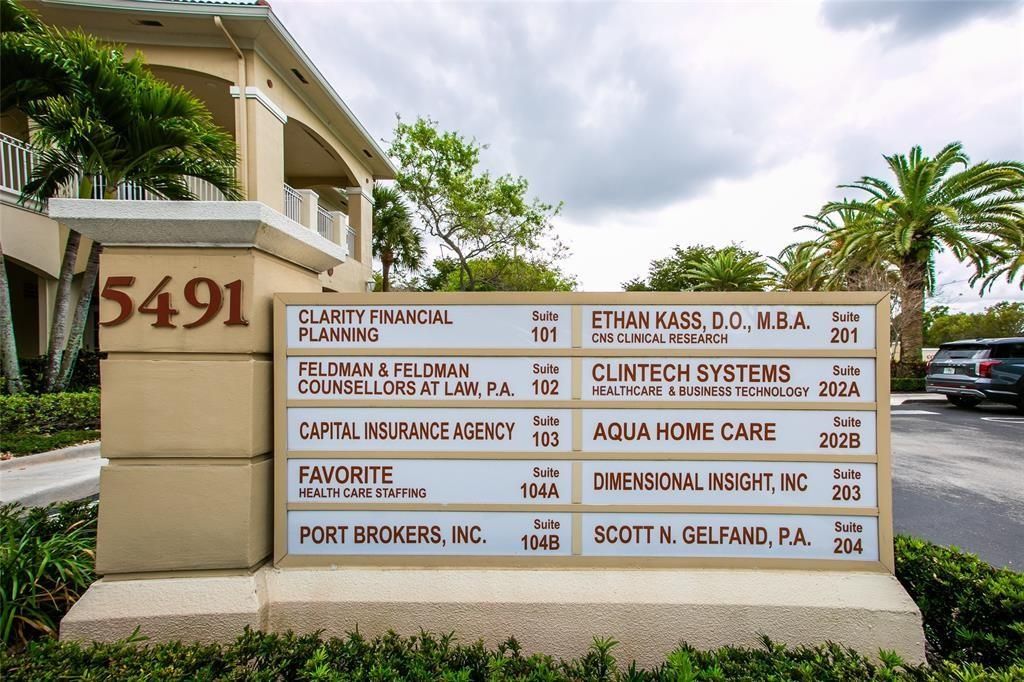 5491
CLARITY FINANCIAL
PLANNING
Suite
101
FELDMAN & FELDMAN
COUNSELLORS AT LAW, P.A.
Suite
102
CAPITAL INSURANCE AGENCY
Suite
103
FAVORITE
HEALTH CARE STAFFING
Suite
104A
PORT BROKERS, INC.
Suite
104B
ETHAN KASS, D.O., M.B.A.
CNS CLINICAL RESEARCH
Suite
201
CLINTECH SYSTEMS
HEALTHCARE & BUSINESS TECHNOLOGY
Suite
202A
AQUA HOME CARE
Suite
202B
DIMENSIONAL INSIGHT, INC
Suite
203
SCOTT N. GELFAND, P.A.
Suite
204